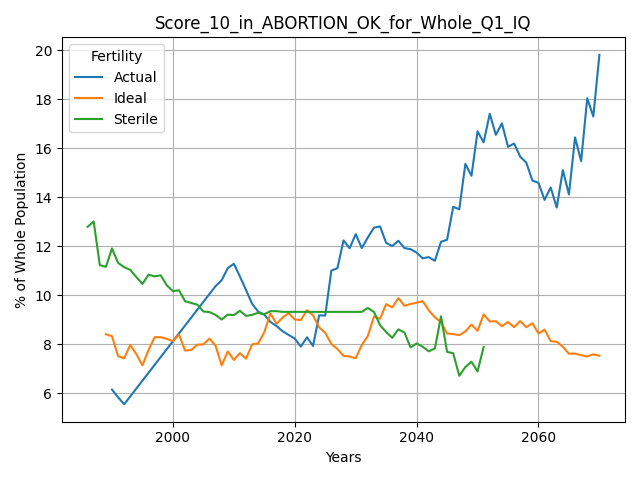 Score_10_in_ABORTION_OK_for_Whole_Q1_IQ
Fertility
Actual
Ideal
Sterile
% of Whole Population
20
18
16
14
12
10
8
6
2000
2020
2040
2060
Years